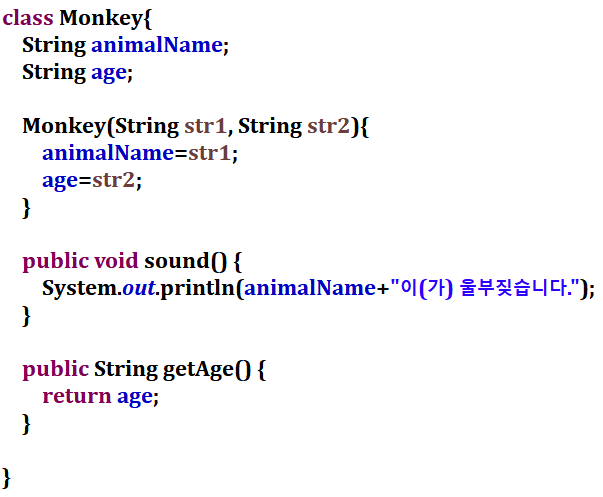 class Monkey{
String animalName;
String age;
Monkey(String str1, String str2){
animalName=str1;
age=str2;
}
public void sound() {
System.out.println(animalName+"이(가) 울부짖습니다.");
}
public String getAge() {
return age;
}
}